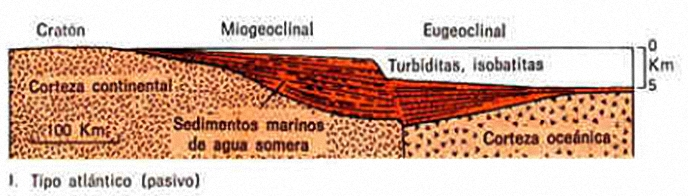 Cratón
Miogeoclinal
Eugeoclinal
0
Km
5
Turbiditas, isobatitas
Corteza continental
100 Km
Sedimentos marinos
de agua somera
Corteza oceánica
I. Tipo atlántico (pasivo)